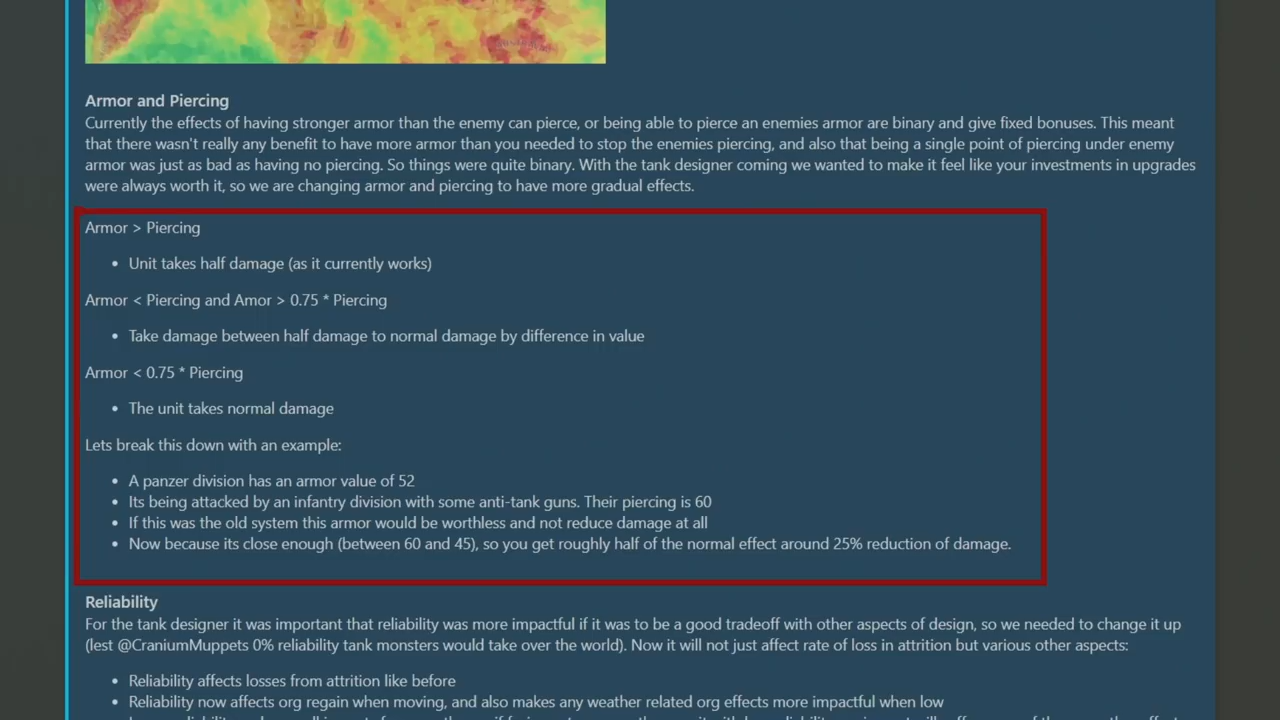 Armor and Piercing
Currently the effects of having stronger armor than the enemy can pierce, or being able to pierce an enemies armor are binary and give fixed bonuses. This meant
that there wasn't really any benefit to have more armor than you needed to stop the enemies piercing, and also that being a single point of piercing under enemy
armor was just as bad as having no piercing. So things were quite binary. With the tank designer coming we wanted to make it feel like your investments in upgrades
were always worth it, so we are changing armor and piercing to have more gradual effects.
Armor > Piercing
• Unit takes half damage (as it currently works)
Armor < Piercing and Amor > 0.75 * Piercing
• Take damage between half damage to normal damage by difference in value
Armor < 0.75 * Piercing
• The unit takes normal damage
Lets break this down with an example:
• A panzer division has an armor value of 52
• Its being attacked by an infantry division with some anti-tank guns. Their piercing is 60
• If this was the old system this armor would be worthless and not reduce damage at all
• Now because its close enough (between 60 and 45), so you get roughly half of the normal effect around 25% reduction of damage.
Reliability
For the tank designer it was important that reliability was more impactful if it was to be a good tradeoff with other aspects of design, so we needed to change it up
(lest @CraniumMuppets 0% reliability tank monsters would take over the world). Now it will not just affect rate of loss in attrition but various other aspects:
• Reliability affects losses from attrition like before
• Reliability now affects org regain when moving, and also makes any weather related org effects more impactful when low